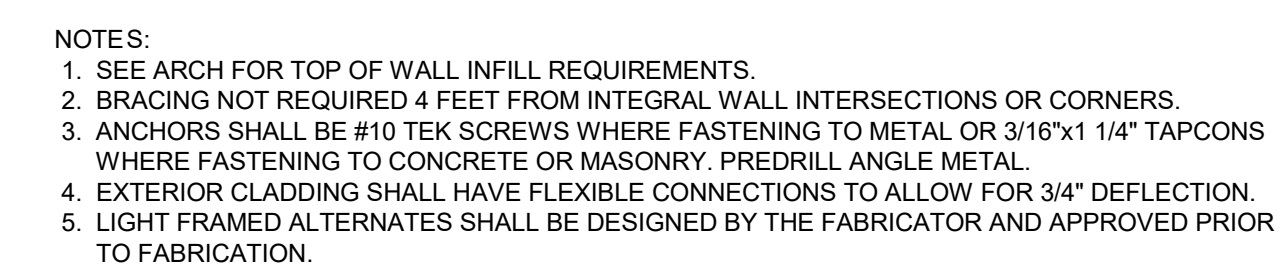 NOTES:
1. SEE ARCH FOR TOP OF WALL INFILL REQUIREMENTS.
2. BRACING NOT REQUIRED 4 FEET FROM INTEGRAL WALL INTERSECTIONS OR CORNERS.
3. ANCHORS SHALL BE #10 TEK SCREWS WHERE FASTENING TO METAL OR 3/16"x1 1/4" TAPCONS
WHERE FASTENING TO CONCRETE OR MASONRY. PREDRILL ANGLE METAL.
4. EXTERIOR CLADDING SHALL HAVE FLEXIBLE CONNECTIONS TO ALLOW FOR 3/4" DEFLECTION.
5. LIGHT FRAMED ALTERNATES SHALL BE DESIGNED BY THE FABRICATOR AND APPROVED PRIOR
TO FABRICATION.